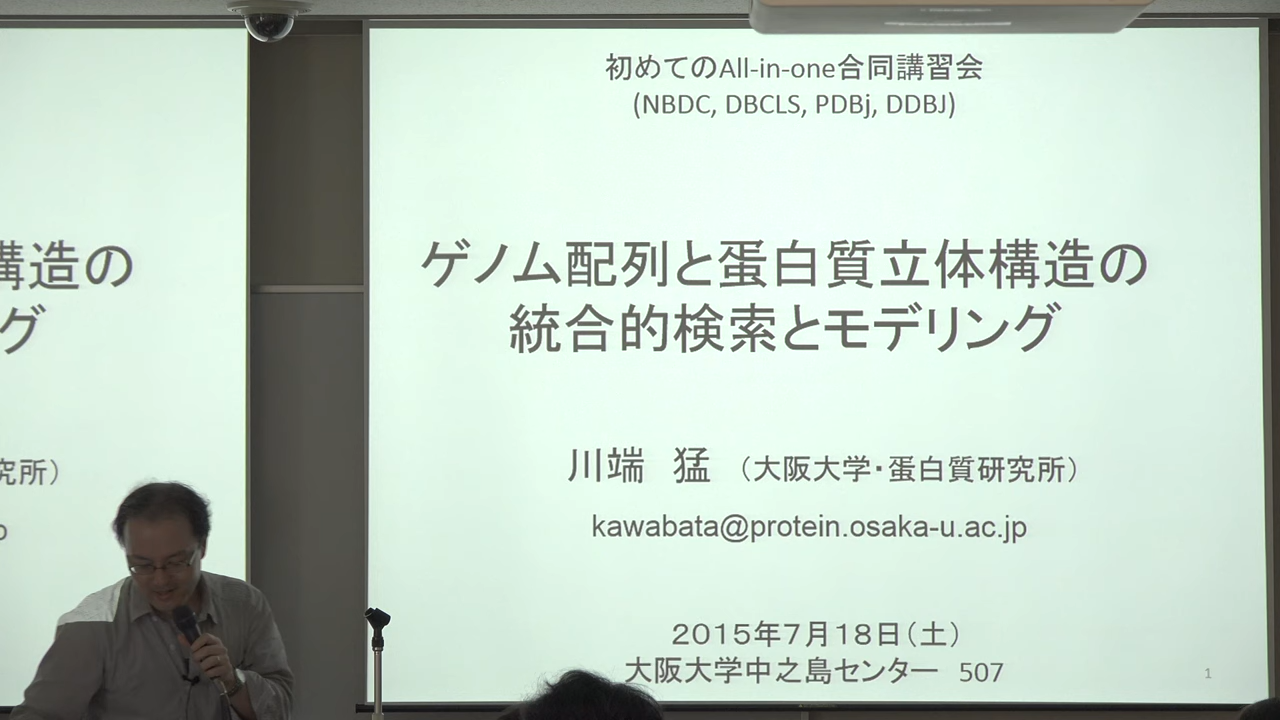 初めてのAll-in-one合同講習会
(NBDC, DBCLS, PDBj, DDBJ)
ゲノム配列と蛋白質立体構造の
統合的検索とモデリング
川端 猛 （大阪大学・蛋白質研究所）
kawabata@protein.osaka-u.ac.jp
2015年7月18日（土）
大阪大学中之島センター 507
1
構造の
グ
究所）
p